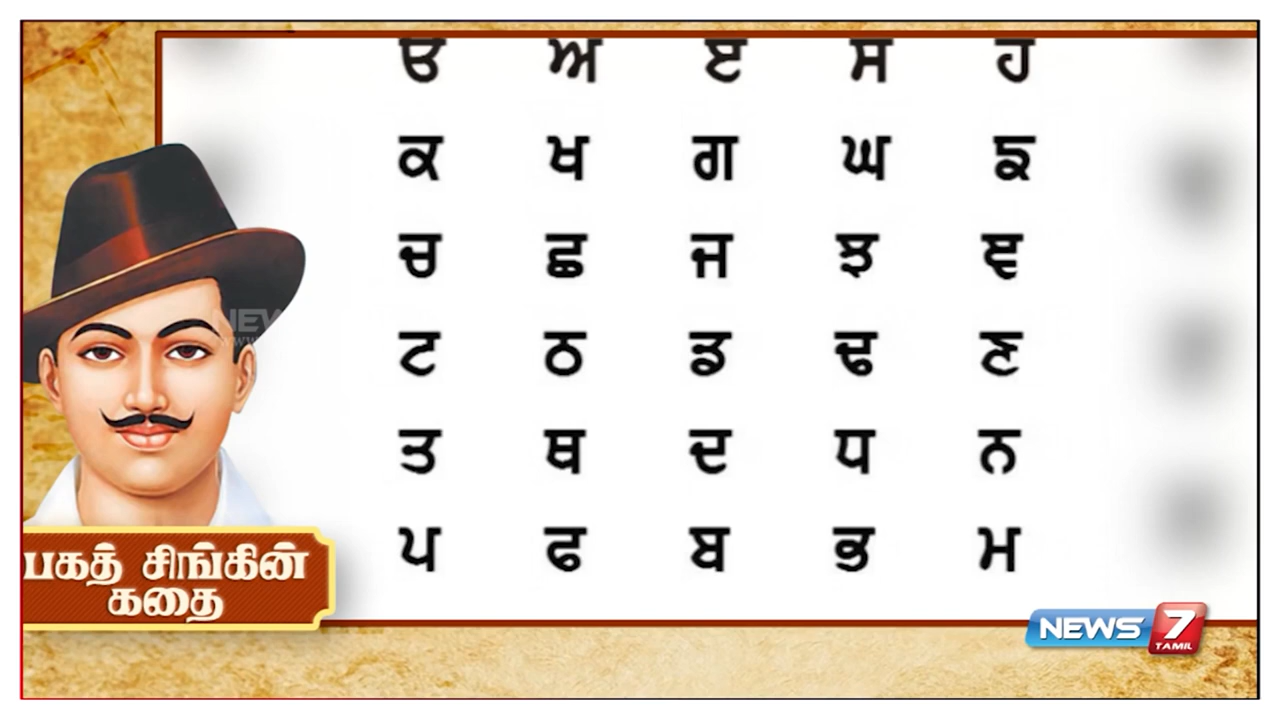 ੳ ਅ ੲ ਸ ਹ
ਕ ਖ ਗ ਘ ਙ
ਚ ਛ ਜ ਝ ਞ
ਟ ਠ ਡ ਢ ਣ
ਤ ਥ ਦ ਧ ਨ
ਪ ਫ ਬ ਭ ਮ
பகத் சிங்கின்
கதை
NEWS 7
TAMIL